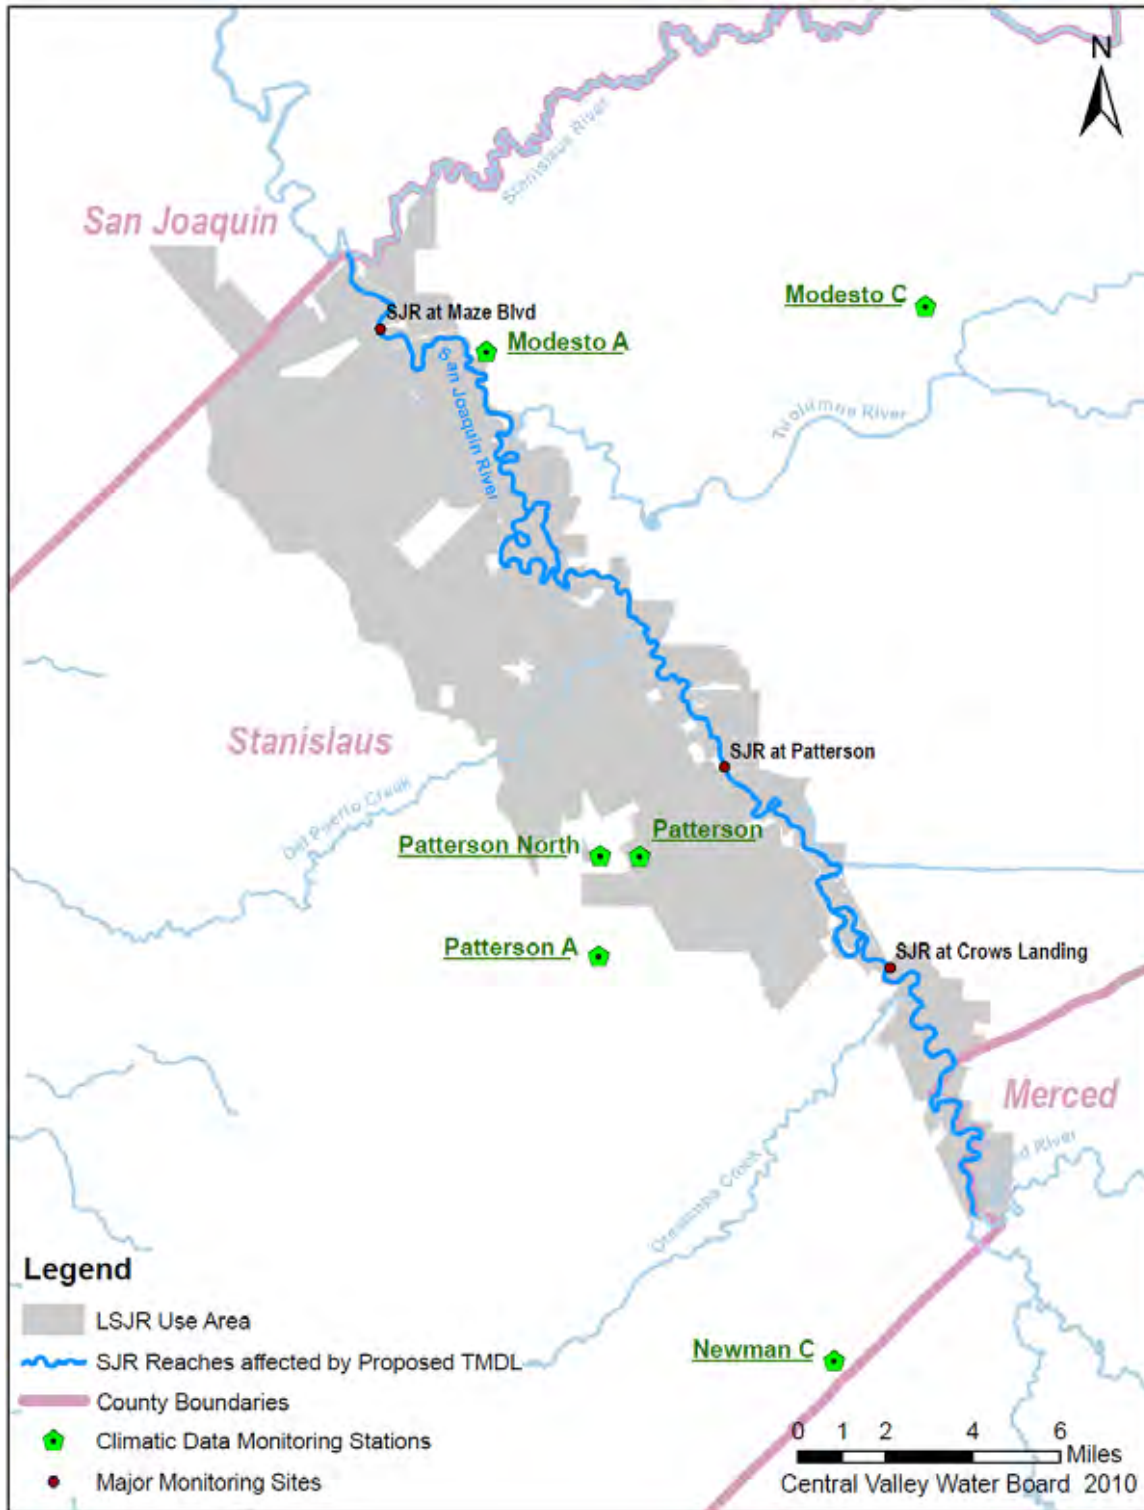 N
Stanislaus River
San Joaquin
Modesto C
SJR at Maze Blvd
Modesto A
San Joaquin River
Tuolumne River
Stanislaus
SJR at Patterson
Del Puerto Creek
Patterson North
Patterson
Patterson A
SJR at Crows Landing
Merced
d River
Orestimba Creek
Newman C
Legend
LSJR Use Area
SJR Reaches affected by Proposed TMDL
County Boundaries
Climatic Data Monitoring Stations
Major Monitoring Sites
0 1 2 4 6
Miles
Central Valley Water Board 2010